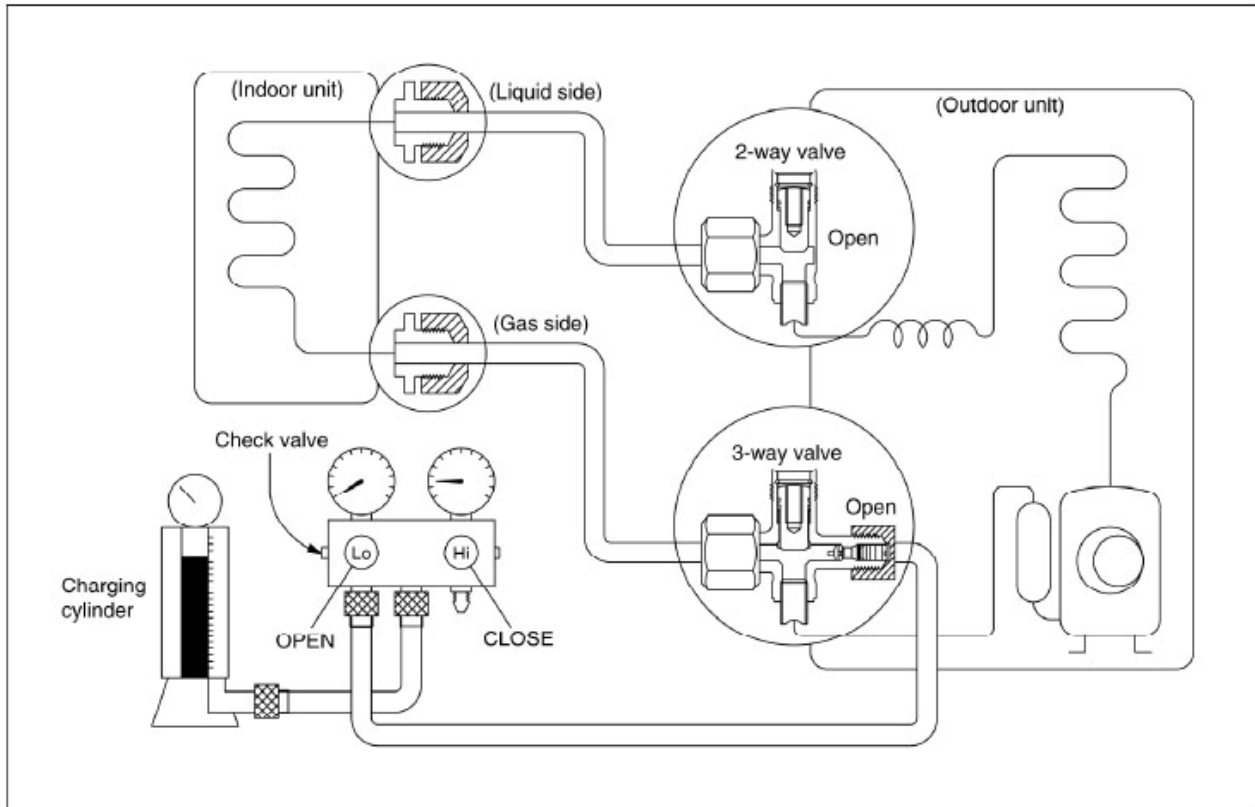 (Indoor unit)
(Liquid side)
(Outdoor unit)
2-way valve
Open
(Gas side)
3-way valve
Open
Check valve
Lo
Hi
Charging
cylinder
OPEN
CLOSE